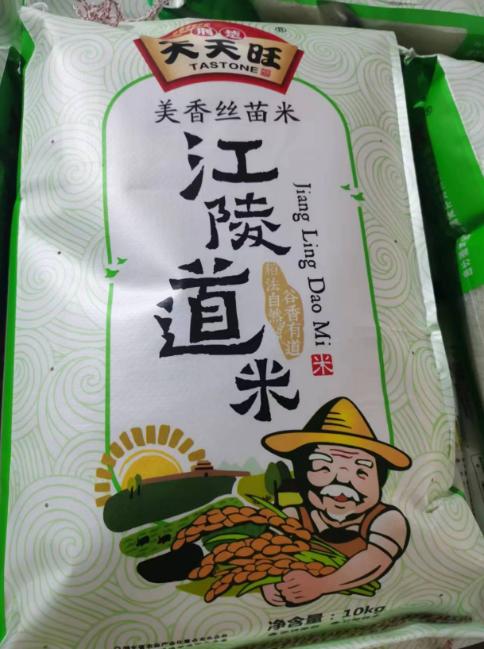 荆楚
天天旺
TASTONE
美香丝苗米
江陵道米
Jiang Ling Dao Mi
米
稻法自然
谷香有道
净含量：10kg